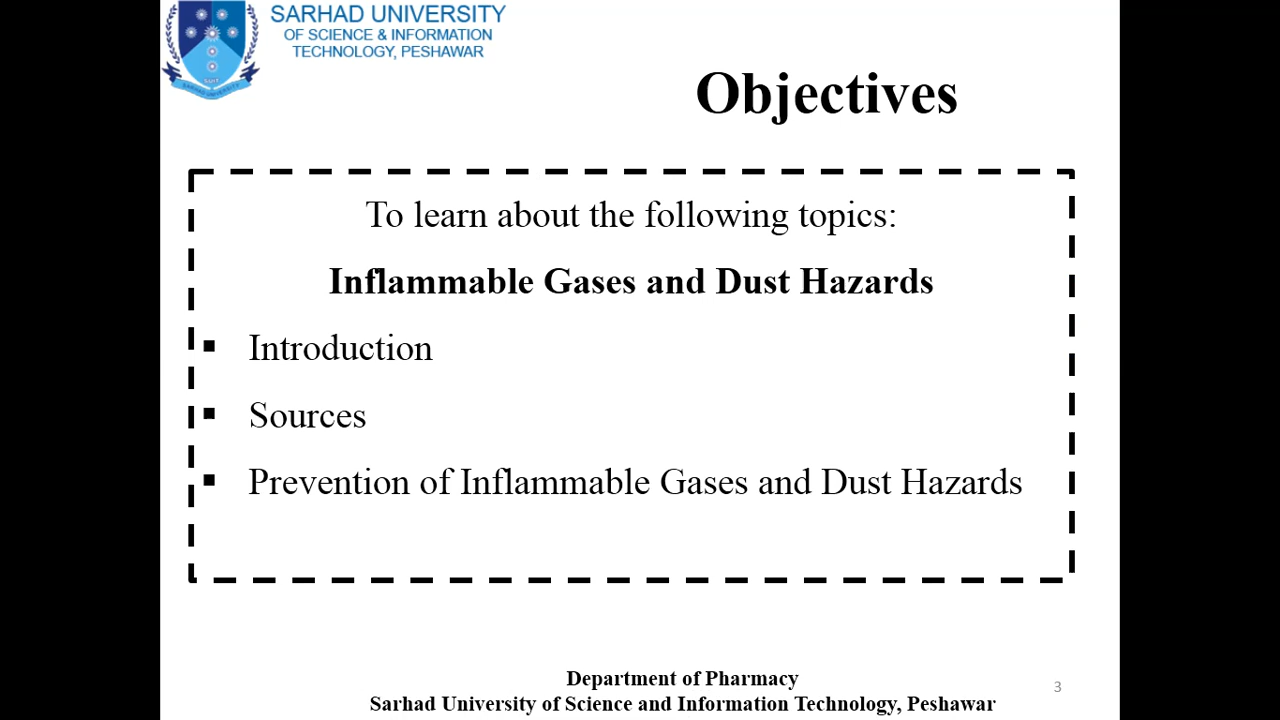 SARHAD UNIVERSITY
OF SCIENCE & INFORMATION
TECHNOLOGY, PESHAWAR
Objectives
To learn about the following topics:
Inflammable Gases and Dust Hazards
▪ Introduction
▪ Sources
▪ Prevention of Inflammable Gases and Dust Hazards
Department of Pharmacy
Sarhad University of Science and Information Technology, Peshawar
3